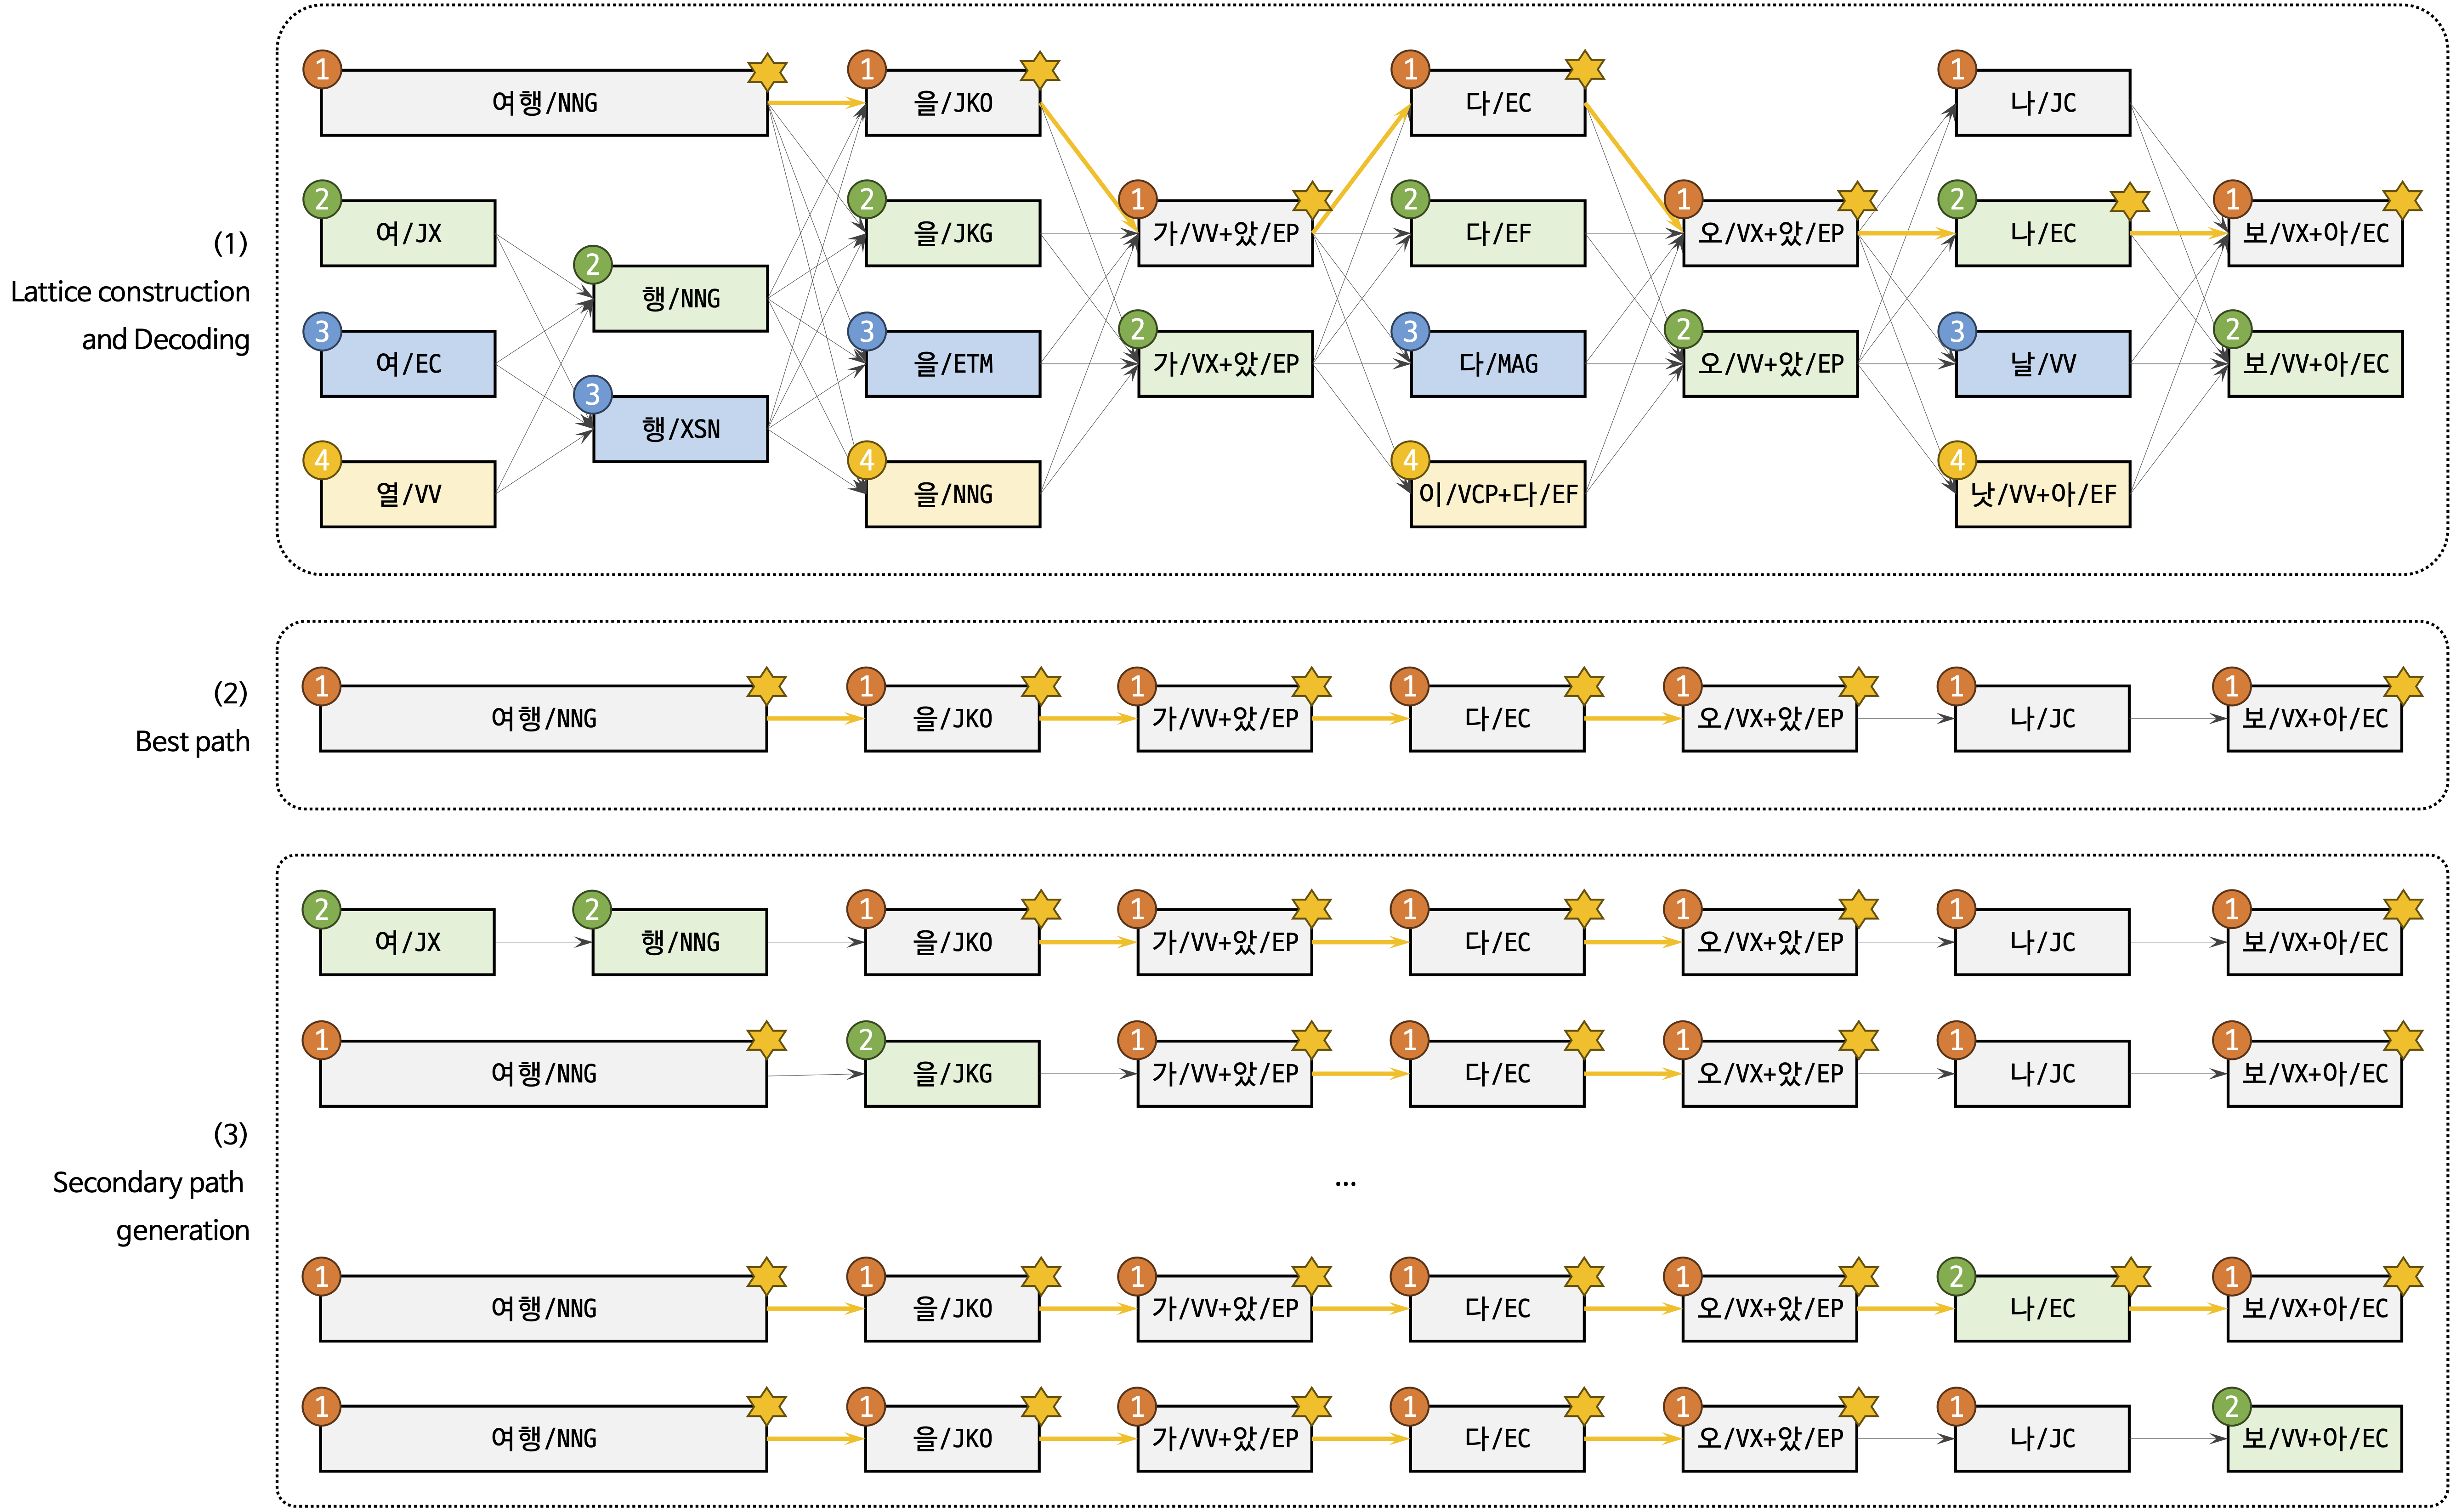 (1)
Lattice construction
and Decoding
1 여행/NNG 1 을/JKO 1 다/EC 1 나/JC
2 여/JX 2 을/JKG 1 가/VV+았/EP 2 다/EF 1 오/VX+았/EP 2 나/EC 1 보/VX+아/EC
2 행/NNG
3 여/EC 3 을/ETM 2 가/VX+았/EP 3 다/MAG 2 오/VV+았/EP 3 날/VV 2 보/VV+아/EC
3 행/XSN
4 열/VV 4 을/NNG 4 이/VCP+다/EF 4 낫/VV+아/EF
(2)
Best path
1 여행/NNG 1 을/JKO 1 가/VV+았/EP 1 다/EC 1 오/VX+았/EP 1 나/JC 1 보/VX+아/EC
(3)
Secondary path
generation
2 여/JX 2 행/NNG 1 을/JKO 1 가/VV+았/EP 1 다/EC 1 오/VX+았/EP 1 나/JC 1 보/VX+아/EC
1 여행/NNG 2 을/JKG 1 가/VV+았/EP 1 다/EC 1 오/VX+았/EP 1 나/JC 1 보/VX+아/EC
...
1 여행/NNG 1 을/JKO 1 가/VV+았/EP 1 다/EC 1 오/VX+았/EP 2 나/EC 1 보/VX+아/EC
1 여행/NNG 1 을/JKO 1 가/VV+았/EP 1 다/EC 1 오/VX+았/EP 1 나/JC 2 보/VV+아/EC